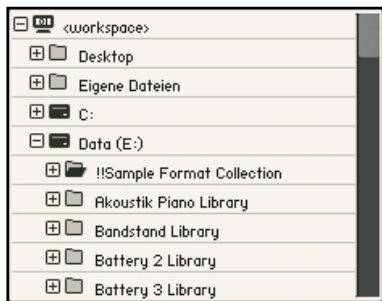 <workspace>
Desktop
Eigene Dateien
C:
Data (E:)
!!Sample Format Collection
Akoustik Piano Library
Bandstand Library
Battery 2 Library
Battery 3 Library